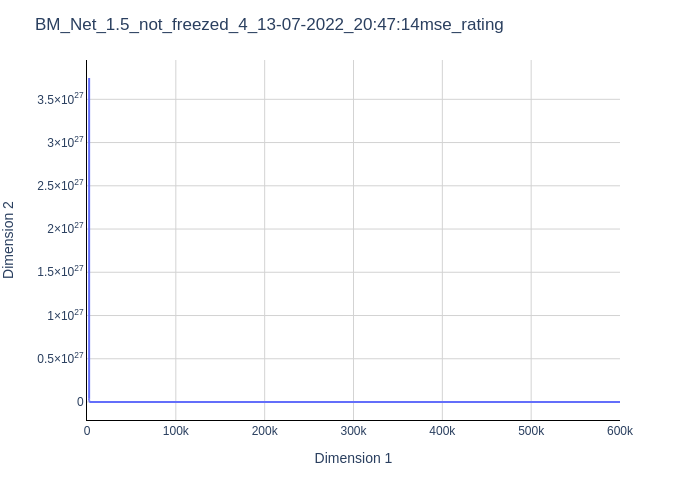 BM_Net_1.5_not_freezed_4_13-07-2022_20:47:14mse_rating
3.5×10²⁷
3×10²⁷
2.5×10²⁷
2×10²⁷
1.5×10²⁷
1×10²⁷
0.5×10²⁷
0
Dimension 2
0 100k 200k 300k 400k 500k 600k
Dimension 1